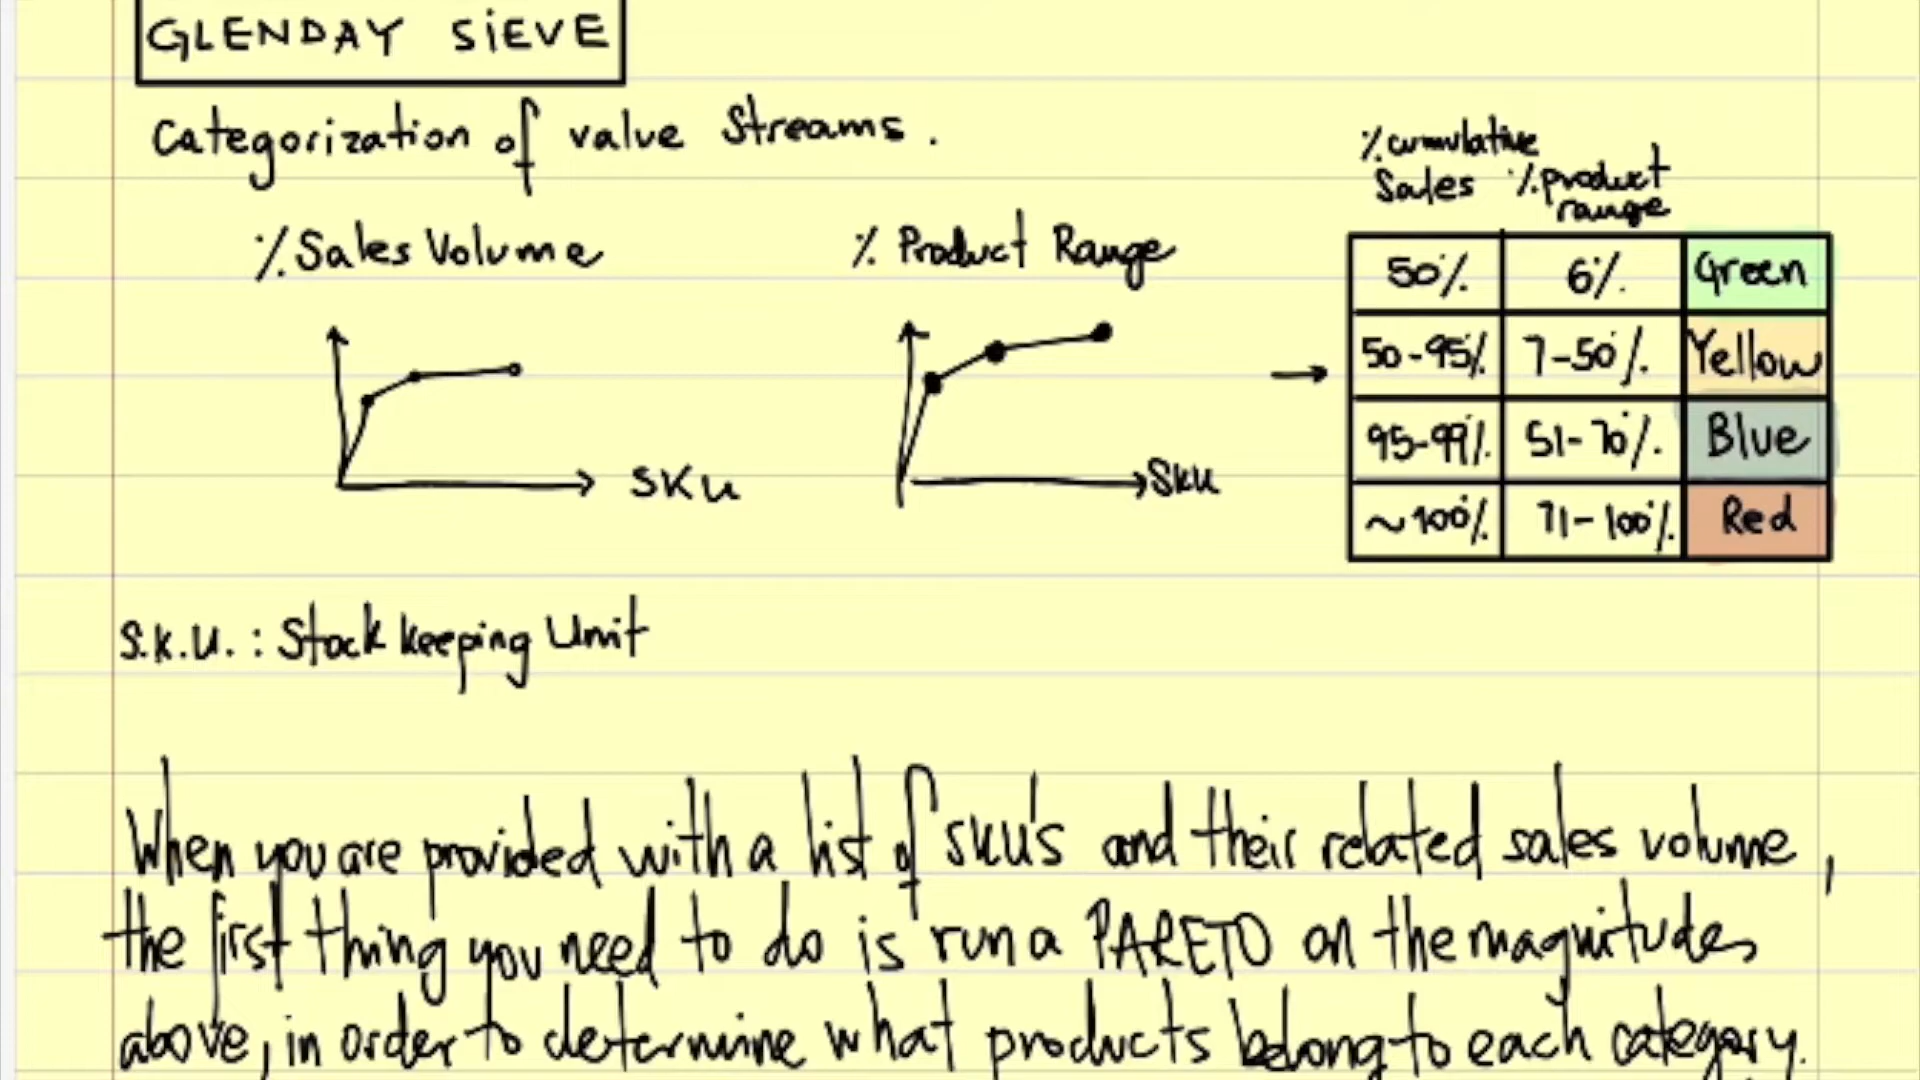 GLENDAY SiEVE
Categorization of value Streams.
% cumulative
Sales % product
range
% Sales Volume
% Product Range
50% 6% Green
50-95% 7-50% Yellow
95-99% 51-70% Blue
~100% 71-100% Red
SKU
SKU
S.K.U. : Stock keeping Unit
When you are provided with a list of SKU's and their related sales volume,
the first thing you need to do is run a PARETO on the magnitudes
above, in order to determine what products belong to each category.